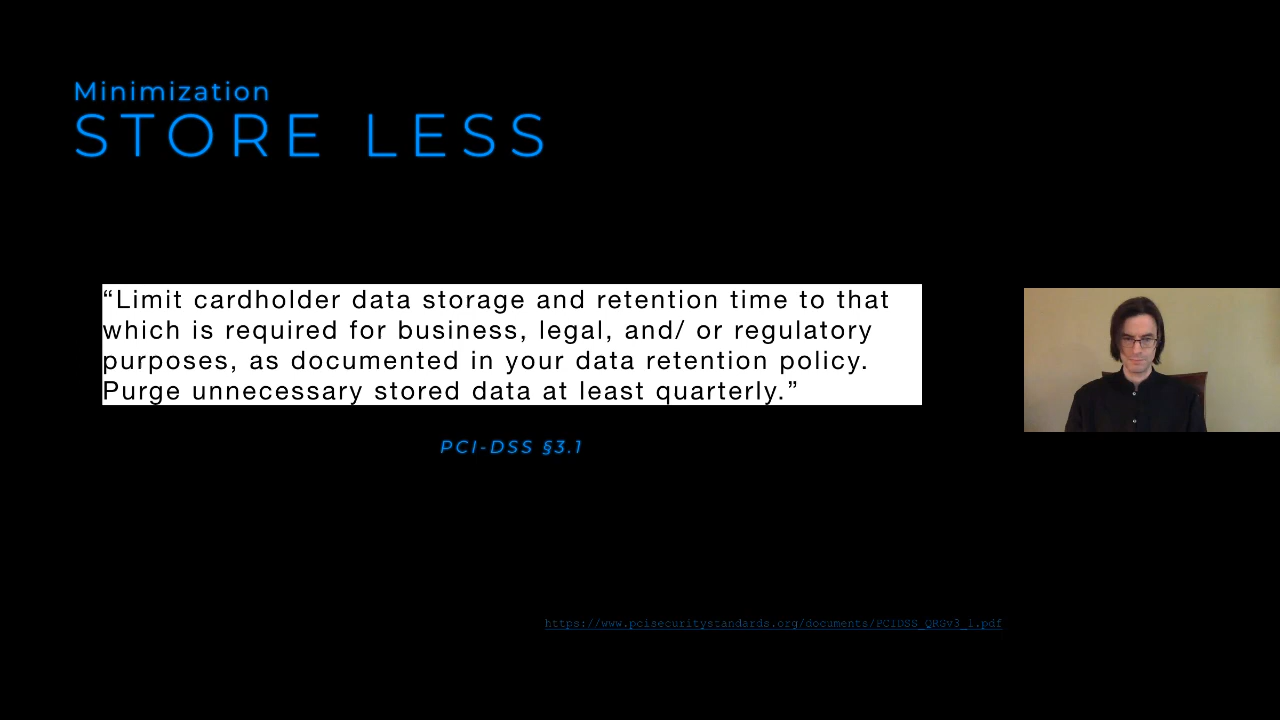 Minimization
STORE LESS
“Limit cardholder data storage and retention time to that
which is required for business, legal, and/ or regulatory
purposes, as documented in your data retention policy.
Purge unnecessary stored data at least quarterly.”
PCI-DSS §3.1
https://www.pcisecuritystandards.org/documents/PCIDSS_QRGv3_1.pdf